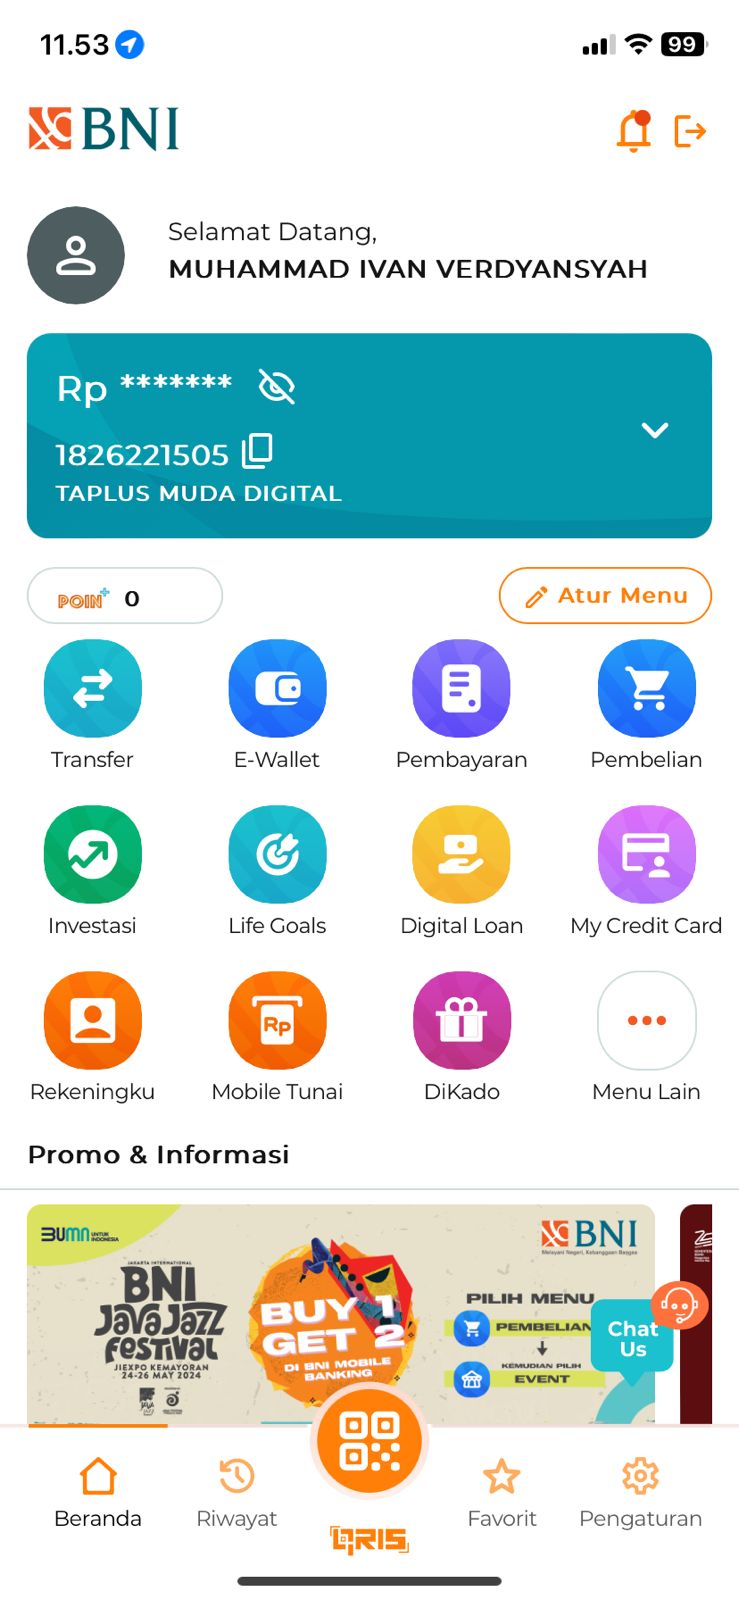 11.53
99
BNI
Selamat Datang,
MUHAMMAD IVAN VERDYANSYAH
Rp *******
1826221505
TAPLUS MUDA DIGITAL
POIN+ 0
Atur Menu
Transfer
E-Wallet
Pembayaran
Pembelian
Investasi
Life Goals
Digital Loan
My Credit Card
Rekeningku
Rp
Mobile Tunai
DiKado
Menu Lain
Promo & Informasi
BUMN UNTUK INDONESIA
BNI
Melayani Negeri, Kebanggaan Bangsa
JAKARTA INTERNATIONAL
BNI
Java Jazz
Festival
JIEXPO KEMAYORAN
24-26 MAY 2024
BUY 1
GET 2
DI BNI MOBILE
BANKING
PILIH MENU
PEMBELIAN
KEMUDIAN PILIH
EVENT
Chat
Us
Beranda
Riwayat
QRIS
Favorit
Pengaturan